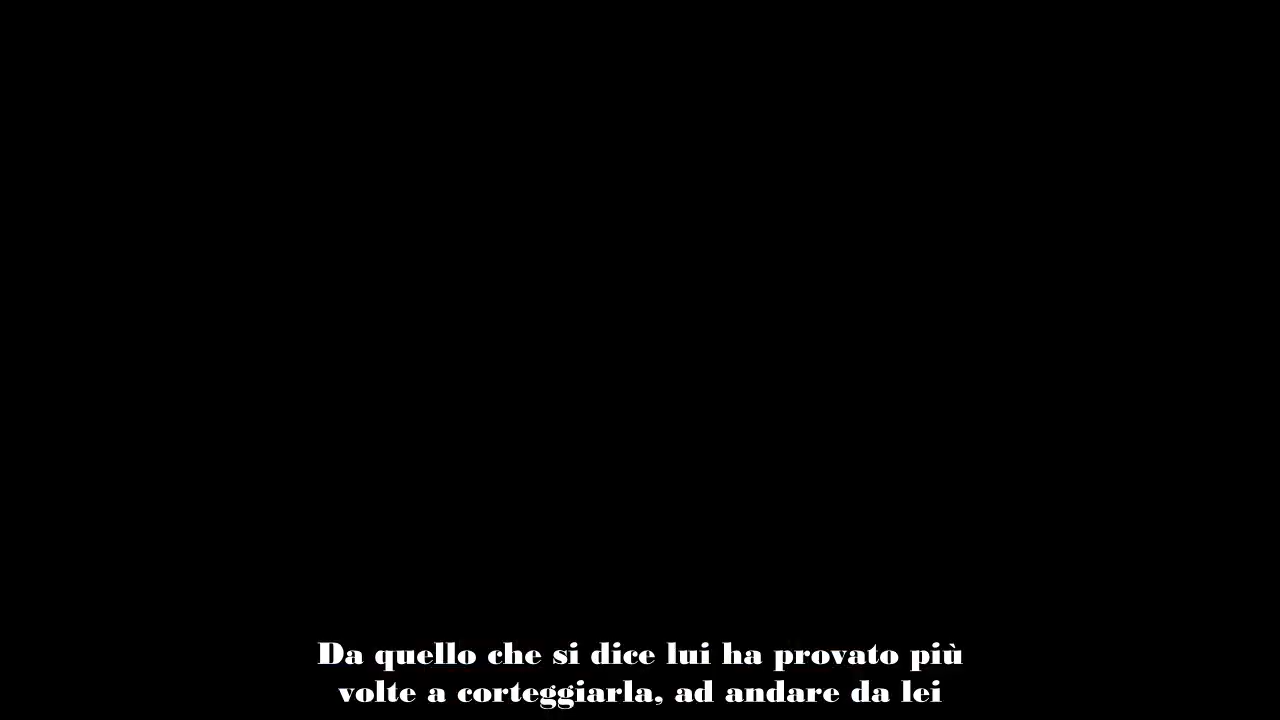 Da quello che si dice lui ha provato più
volte a corteggiarla, ad andare da lei